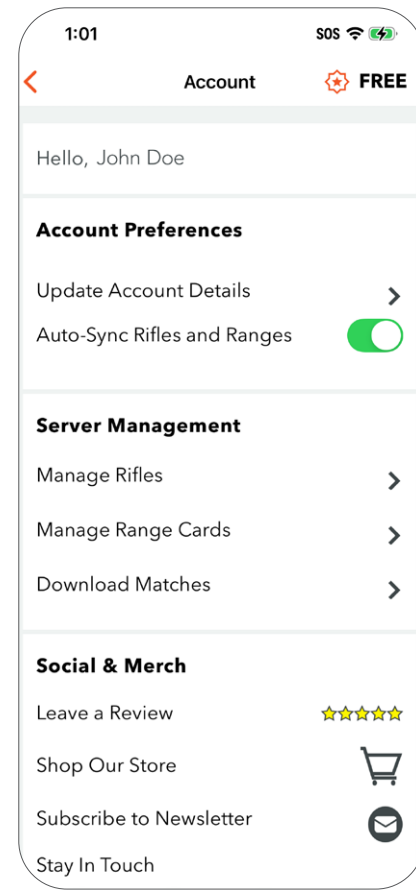 1:01 SOS
Account FREE
Hello, John Doe
Account Preferences
Update Account Details
Auto-Sync Rifles and Ranges
Server Management
Manage Rifles
Manage Range Cards
Download Matches
Social & Merch
Leave a Review
Shop Our Store
Subscribe to Newsletter
Stay In Touch